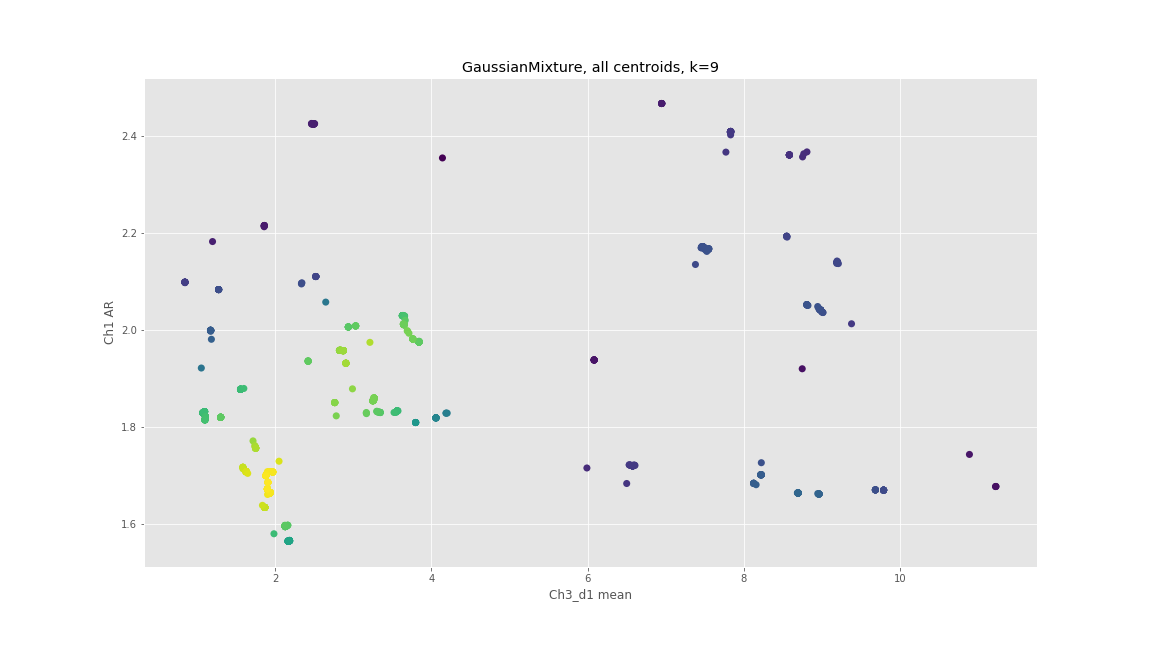 GaussianMixture, all centroids, k=9
2.4
2.2
2.0
1.8
1.6
Ch1 AR
2 4 6 8 10
Ch3_d1 mean